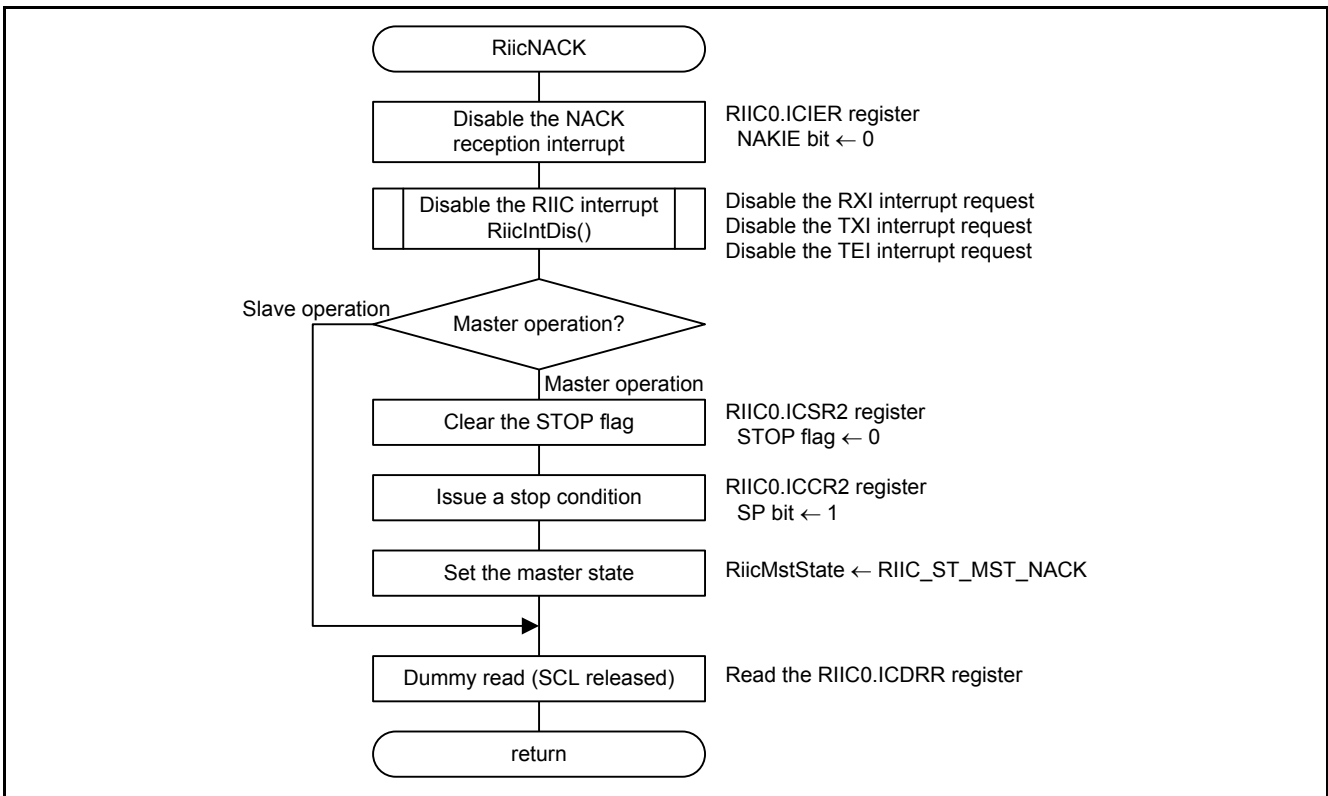 RiicNACK
Disable the NACK
reception interrupt
RIIC0.ICIER register
NAKIE bit ← 0
Disable the RIIC interrupt
RiicIntDis()
Disable the RXI interrupt request
Disable the TXI interrupt request
Disable the TEI interrupt request
Slave operation
Master operation?
Master operation
Clear the STOP flag
RIIC0.ICSR2 register
STOP flag ← 0
Issue a stop condition
RIIC0.ICCR2 register
SP bit ← 1
Set the master state
RiicMstState ← RIIC_ST_MST_NACK
Dummy read (SCL released)
Read the RIIC0.ICDRR register
return